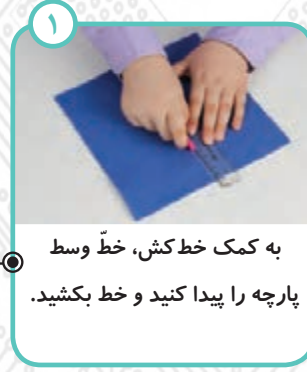 ۱
به کمک خط‌کش، خطّ وسط
پارچه را پیدا کنید و خط بکشید.